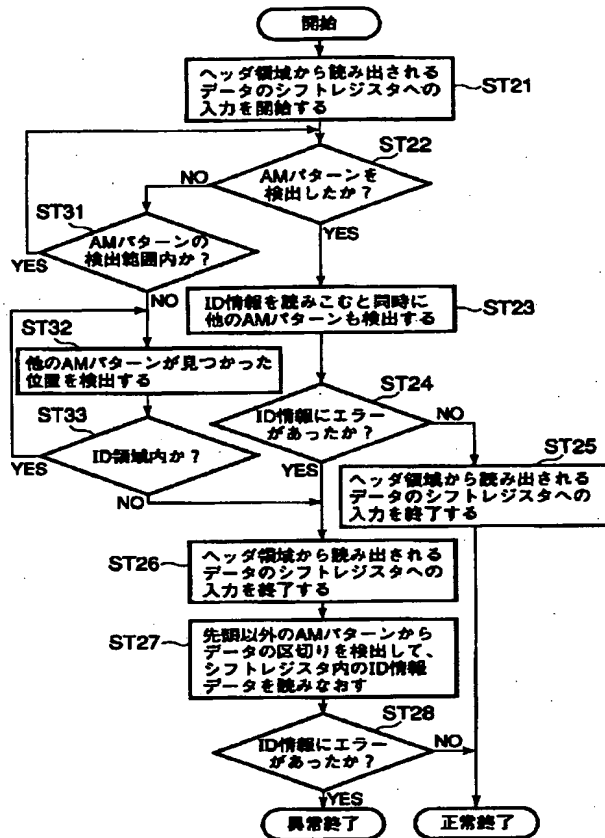 開始
ヘッダ領域から読み出される
データのシフトレジスタへの
入力を開始する
ST21
ST22
AMパターンを
検出したか?
NO
YES
ST31
AMパターンの
検出範囲内か?
YES
NO
ID情報を読みこむと同時に
他のAMパターンも検出する
ST23
ST32
他のAMパターンが見つかった
位置を検出する
ST24
ID情報にエラー
があったか?
NO
YES
ST33
ID領域内か?
YES
NO
ST25
ヘッダ領域から読み出される
データのシフトレジスタへの
入力を終了する
ST26
ヘッダ領域から読み出される
データのシフトレジスタへの
入力を終了する
ST27
先頭以外のAMパターンから
データの区切りを検出して、
シフトレジスタ内のID情報
データを読みなおす
ST28
ID情報にエラー
があったか?
NO
YES
異常終了
正常終了